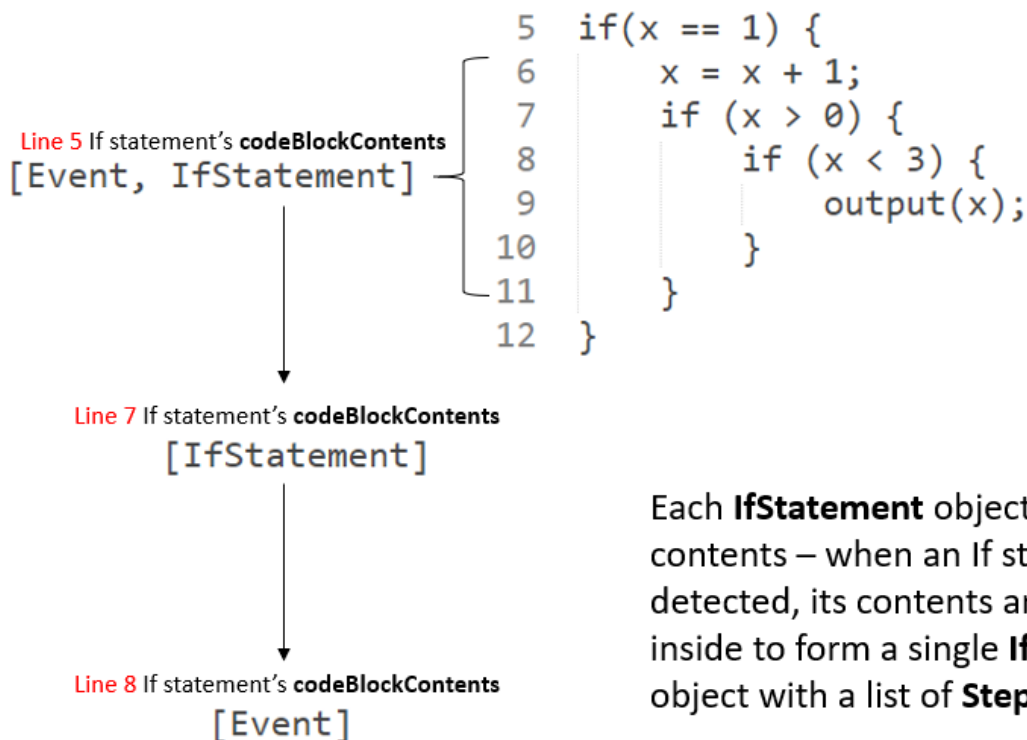 5 if(x == 1) {
6 x = x + 1;
7 if (x > 0) {
8 if (x < 3) {
9 output(x);
10 }
11 }
12 }
Line 5 If statement's codeBlockContents
[Event, IfStatement]
Line 7 If statement's codeBlockContents
[IfStatement]
Line 8 If statement's codeBlockContents
[Event]
Each IfStatement object
contents – when an If st
detected, its contents a
inside to form a single If
object with a list of Step